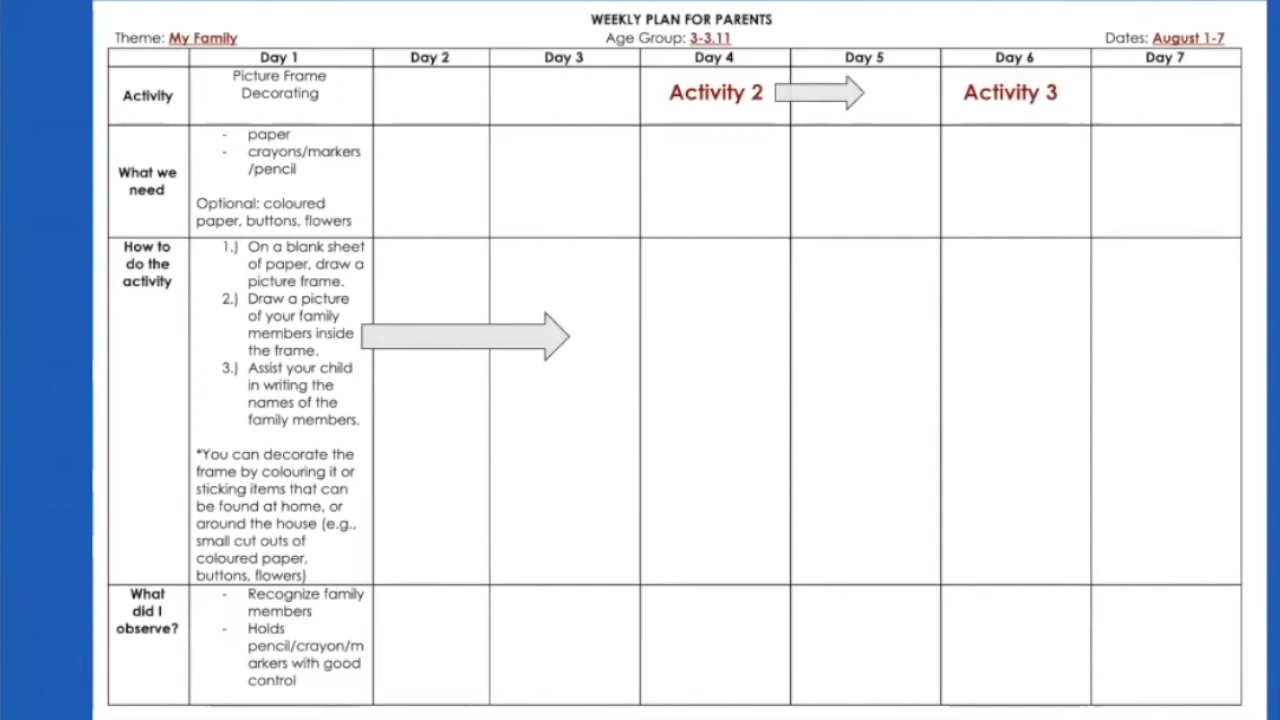 WEEKLY PLAN FOR PARENTS
Theme: My Family Age Group: 3-3.11 Dates: August 1-7
Day 1 Day 2 Day 3 Day 4 Day 5 Day 6 Day 7
Activity
Picture Frame
Decorating
Activity 2
Activity 3
What we
need
- paper
- crayons/markers
/pencil
Optional: coloured
paper, buttons, flowers
How to
do the
activity
1.) On a blank sheet
of paper, draw a
picture frame.
2.) Draw a picture
of your family
members inside
the frame.
3.) Assist your child
in writing the
names of the
family members.
*You can decorate the
frame by colouring it or
sticking items that can
be found at home, or
around the house (e.g.,
small cut outs of
coloured paper,
buttons, flowers)
What
did I
observe?
- Recognize family
members
- Holds
pencil/crayon/m
arkers with good
control